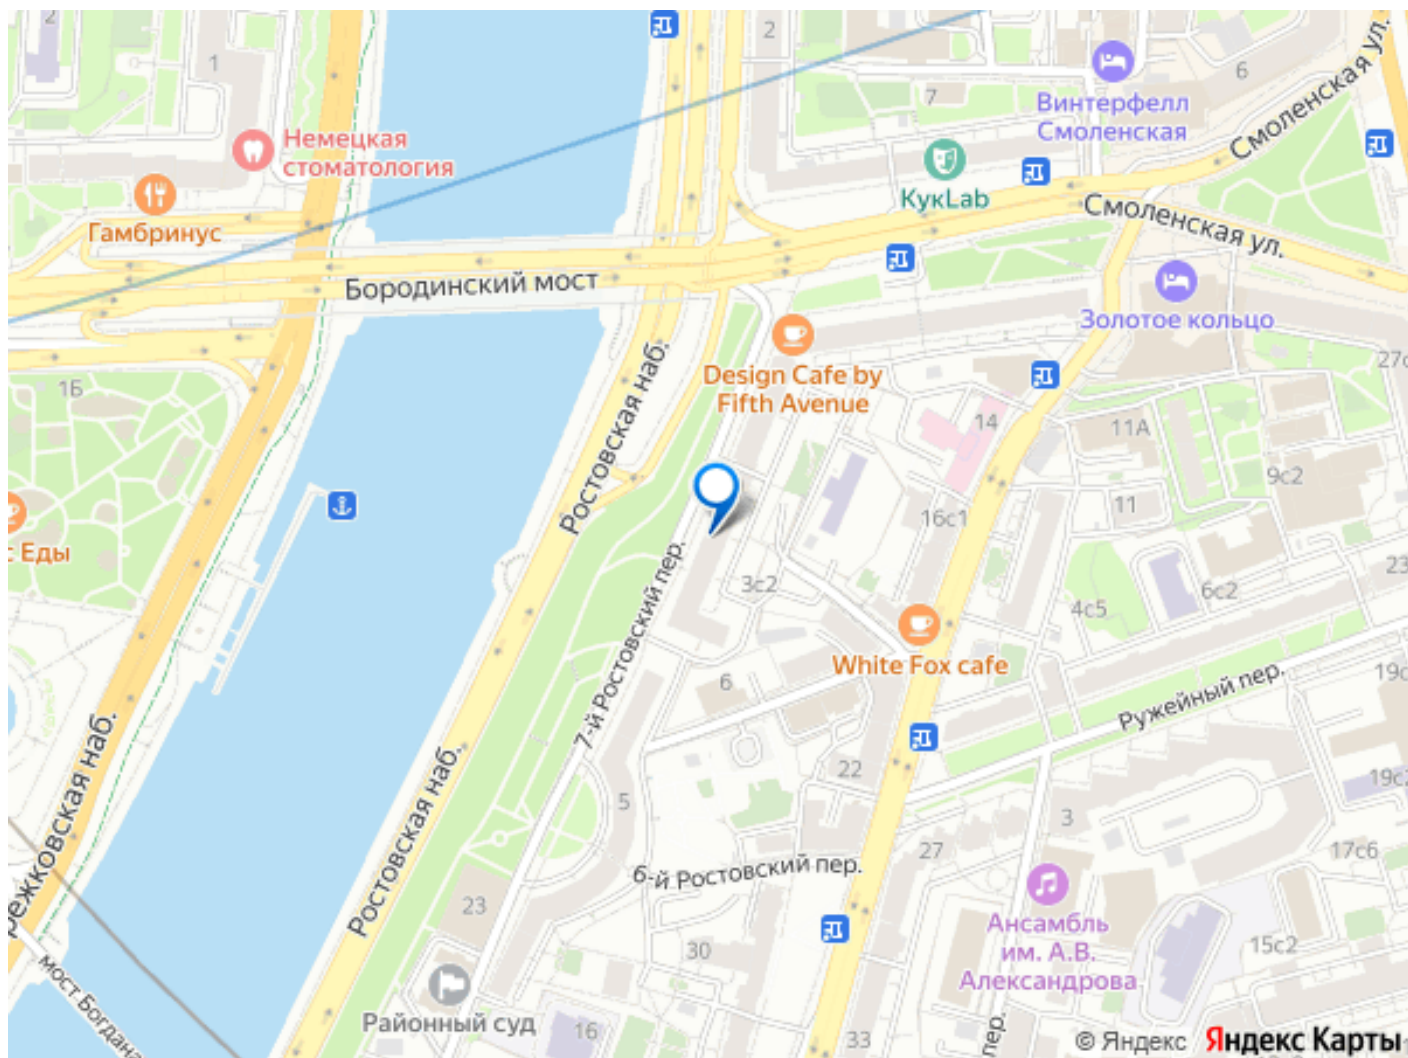 2
2
1
6
7
Винтерфелл
Смоленская
Смоленская ул.
Немецкая
стоматология
КукLab
Гамбринус
Смоленская ул.
Бородинский мост
Золотое кольцо
Ростовская наб.
Design Cafe by
Fifth Avenue
1Б
14
11А
9с2
11
16с1
с Еды
7-й Ростовский пер.
3с2
6с2
4с5
23
White Fox cafe
6
Ружейный пер.
22
5
3
Ростовская наб.
режковская наб.
27
17с6
6-й Ростовский пер.
23
Ансамбль
им. А.В.
Александрова
15с2
30
мост Богдана
Районный суд
16
33
пер.
© Яндекс Яндекс Карты